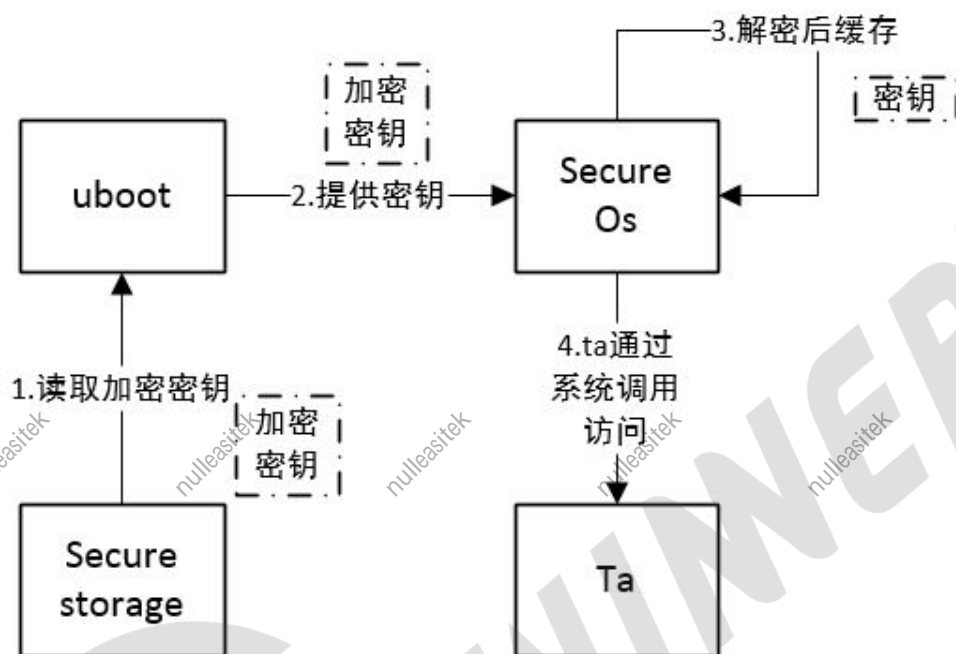 3.解密后缓存
加密
密钥
密钥
uboot
2.提供密钥
Secure
Os
1.读取加密密钥
加密
密钥
4.ta通过
系统调用
访问
Secure
storage
Ta
easitek
nulleasitek
nulleasitek
nulleasitek
nulleasitek